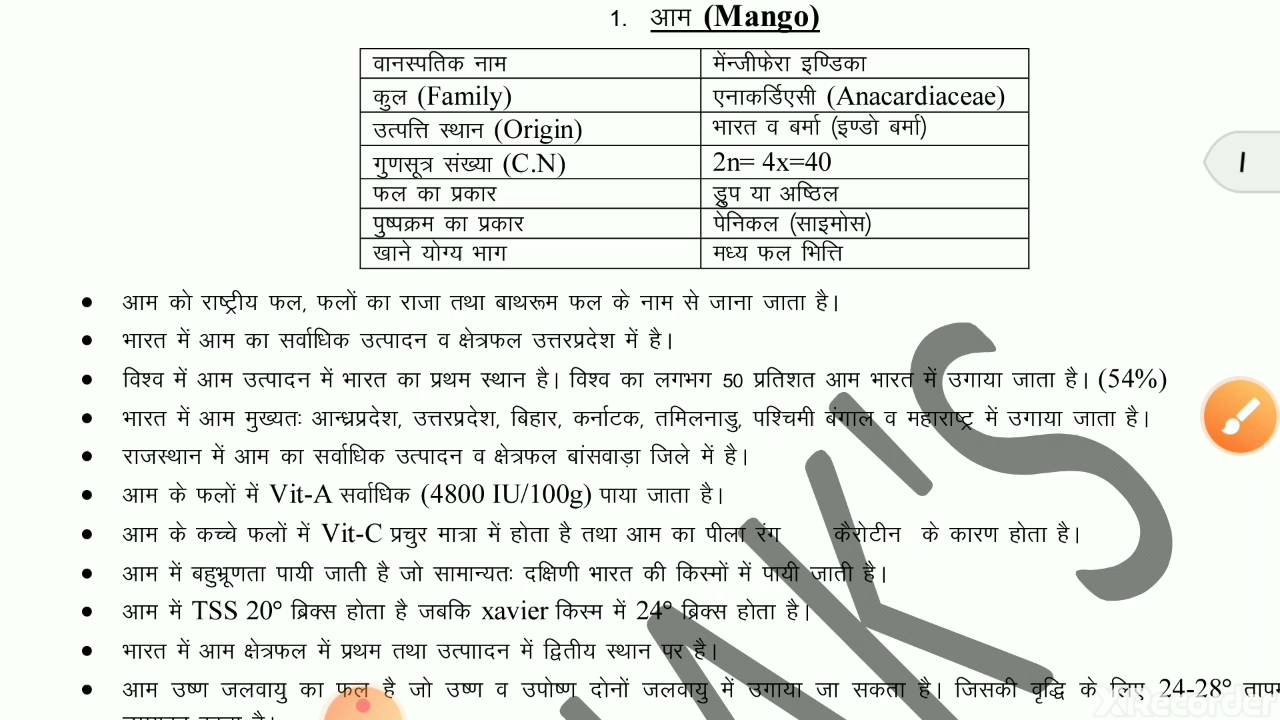 1. आम (Mango)
वानस्पतिक नाम मेंन्जीफेरा इण्डिका
कुल (Family) एनाकर्डिएसी (Anacardiaceae)
उत्पत्ति स्थान (Origin) भारत व बर्मा (इण्डो बर्मा)
गुणसूत्र संख्या (C.N) 2n= 4x=40
फल का प्रकार ड्रुप या अष्ठिल
पुष्पक्रम का प्रकार पेनिकल (साइमोस)
खाने योग्य भाग मध्य फल भित्ति
I
• आम को राष्ट्रीय फल, फलों का राजा तथा बाथरूम फल के नाम से जाना जाता है।
• भारत में आम का सर्वाधिक उत्पादन व क्षेत्रफल उत्तरप्रदेश में है।
• विश्व में आम उत्पादन में भारत का प्रथम स्थान है। विश्व का लगभग 50 प्रतिशत आम भारत में उगाया जाता है। (54%)
• भारत में आम मुख्यतः आन्ध्रप्रदेश, उत्तरप्रदेश, बिहार, कर्नाटक, तमिलनाडु, पश्चिमी बंगाल व महाराष्ट्र में उगाया जाता है।
• राजस्थान में आम का सर्वाधिक उत्पादन व क्षेत्रफल बांसवाड़ा जिले में है।
• आम के फलों में Vit-A सर्वाधिक (4800 IU/100g) पाया जाता है।
• आम के कच्चे फलों में Vit-C प्रचुर मात्रा में होता है तथा आम का पीला रंग कैरोटीन के कारण होता है।
• आम में बहुभ्रूणता पायी जाती है जो सामान्यतः दक्षिणी भारत की किस्मों में पायी जाती है।
• आम में TSS 20° ब्रिक्स होता है जबकि xavier किस्म में 24° ब्रिक्स होता है।
• भारत में आम क्षेत्रफल में प्रथम तथा उत्पाादन में द्वितीय स्थान पर है।
• आम उष्ण जलवायु का फल है जो उष्ण व उपोष्ण दोनों जलवायु में उगाया जा सकता है। जिसकी वृद्धि के लिए 24-28°
AK'S
XRecorder